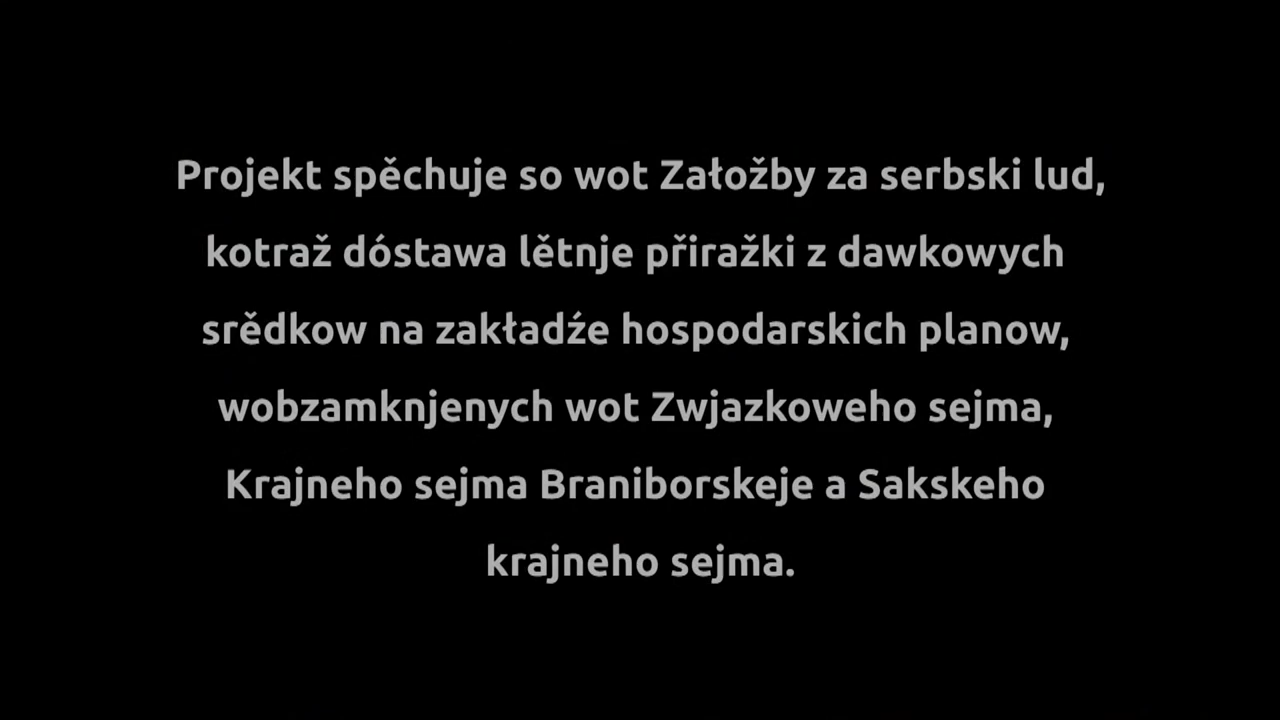 Projekt spěchuje so wot Załožby za serbski lud,
kotraž dóstawa lětnje přiražki z dawkowych
srědkow na zakładźe hospodarskich planow,
wobzamknjenych wot Zwjazkoweho sejma,
Krajneho sejma Braniborskeje a Sakskeho
krajneho sejma.